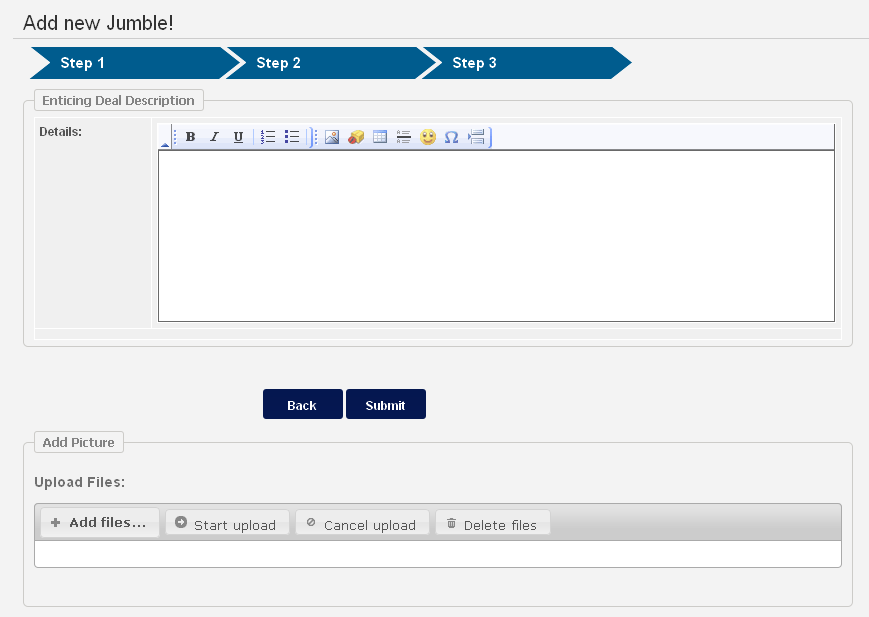 Add new Jumble!
Step 1 Step 2 Step 3
Enticing Deal Description
Details:
B I U Ω
Back Submit
Add Picture
Upload Files:
+ Add files... Start upload Cancel upload Delete files